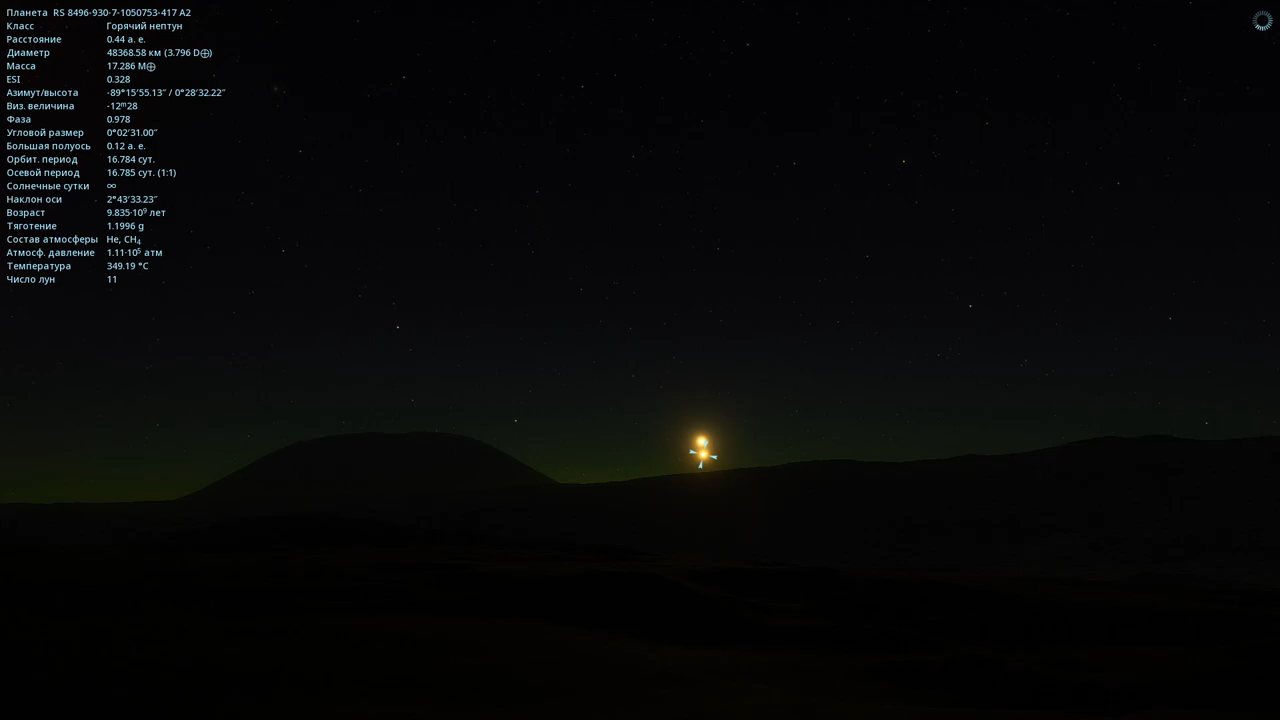 Планета RS 8496-930-7-1050753-417 A2
Класс Горячий нептун
Расстояние 0.44 а. е.
Диаметр 48368.58 км (3.796 D⊕)
Масса 17.286 M⊕
ESI 0.328
Азимут/высота -89°15′55.13″ / 0°28′32.22″
Виз. величина -12ᵐ28
Фаза 0.978
Угловой размер 0°02′31.00″
Большая полуось 0.12 а. е.
Орбит. период 16.784 сут.
Осевой период 16.785 сут. (1:1)
Солнечные сутки ∞
Наклон оси 2°43′33.23″
Возраст 9.835·10⁹ лет
Тяготение 1.1996 g
Состав атмосферы He, CH₄
Атмосф. давление 1.11·10⁵ атм
Температура 349.19 °C
Число лун 11